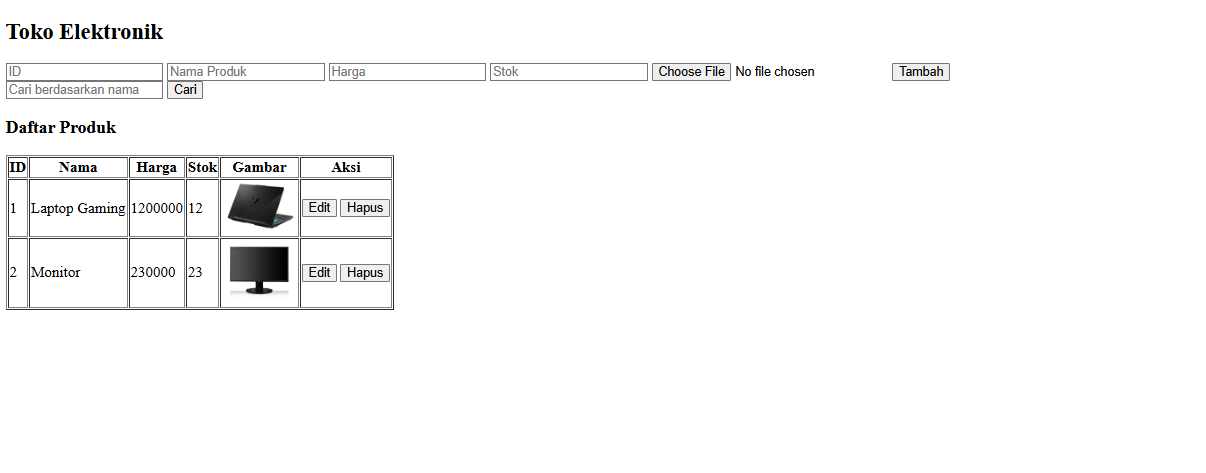 Toko Elektronik
ID Nama Produk Harga Stok Choose File No file chosen Tambah
Cari berdasarkan nama Cari
Daftar Produk
ID Nama Harga Stok Gambar Aksi
1 Laptop Gaming 1200000 12 Edit Hapus
2 Monitor 230000 23 Edit Hapus